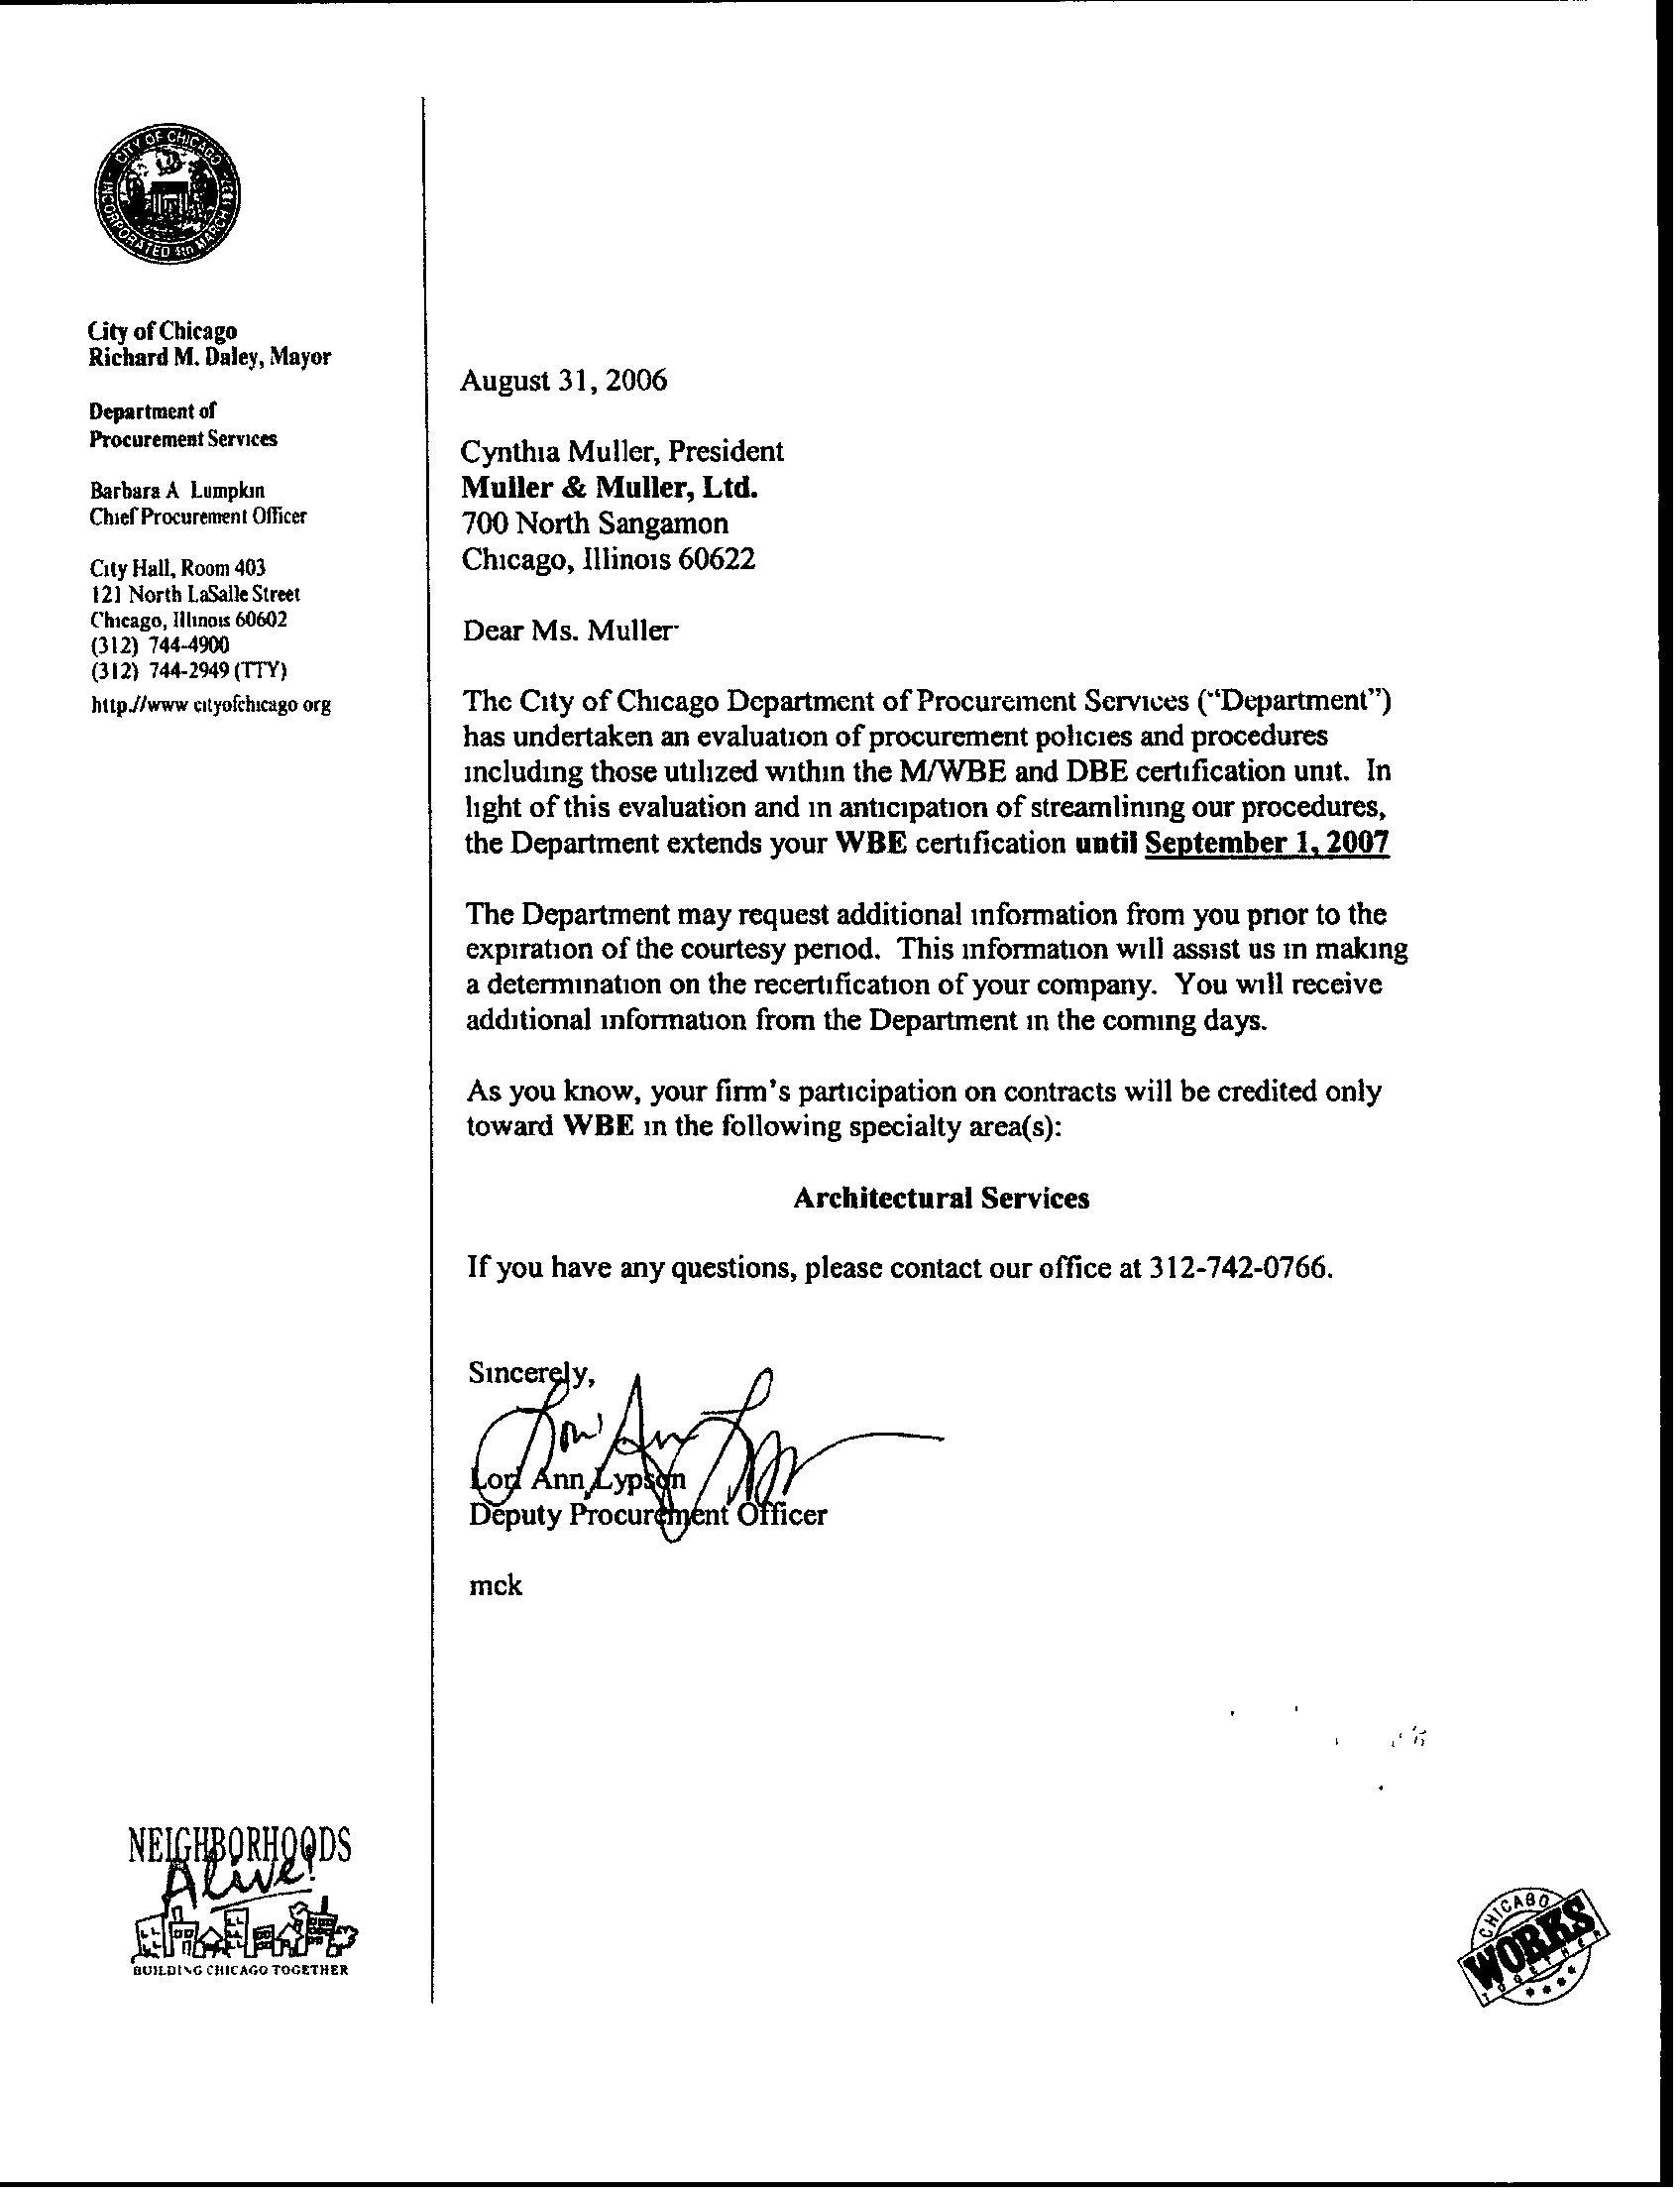 CITY OF CHICAGO
INCORPORATED 4th MARCH 1837
City of Chicago
Richard M. Daley, Mayor
Department of
Procurement Services
Barbara A Lumpkin
Chief Procurement Officer
City Hall, Room 403
121 North LaSalle Street
Chicago, Illinois 60602
(312) 744-4900
(312) 744-2949 (TTY)
http://www cityofchicago org
August 31, 2006
Cynthia Muller, President
Muller & Muller, Ltd.
700 North Sangamon
Chicago, Illinois 60622
Dear Ms. Muller-
The City of Chicago Department of Procurement Services ("Department")
has undertaken an evaluation of procurement policies and procedures
including those utilized within the M/WBE and DBE certification unit. In
light of this evaluation and in anticipation of streamlining our procedures,
the Department extends your WBE certification until September 1, 2007
The Department may request additional information from you prior to the
expiration of the courtesy period. This information will assist us in making
a determination on the recertification of your company. You will receive
additional information from the Department in the coming days.
As you know, your firm's participation on contracts will be credited only
toward WBE in the following specialty area(s):
Architectural Services
If you have any questions, please contact our office at 312-742-0766.
Sincerely,
Lori Ann Lypson
Deputy Procurement Officer
mck
NEIGHBORHOODS
Alive!
BUILDING CHICAGO TOGETHER
CHICAGO
WORKS
TOGETHER